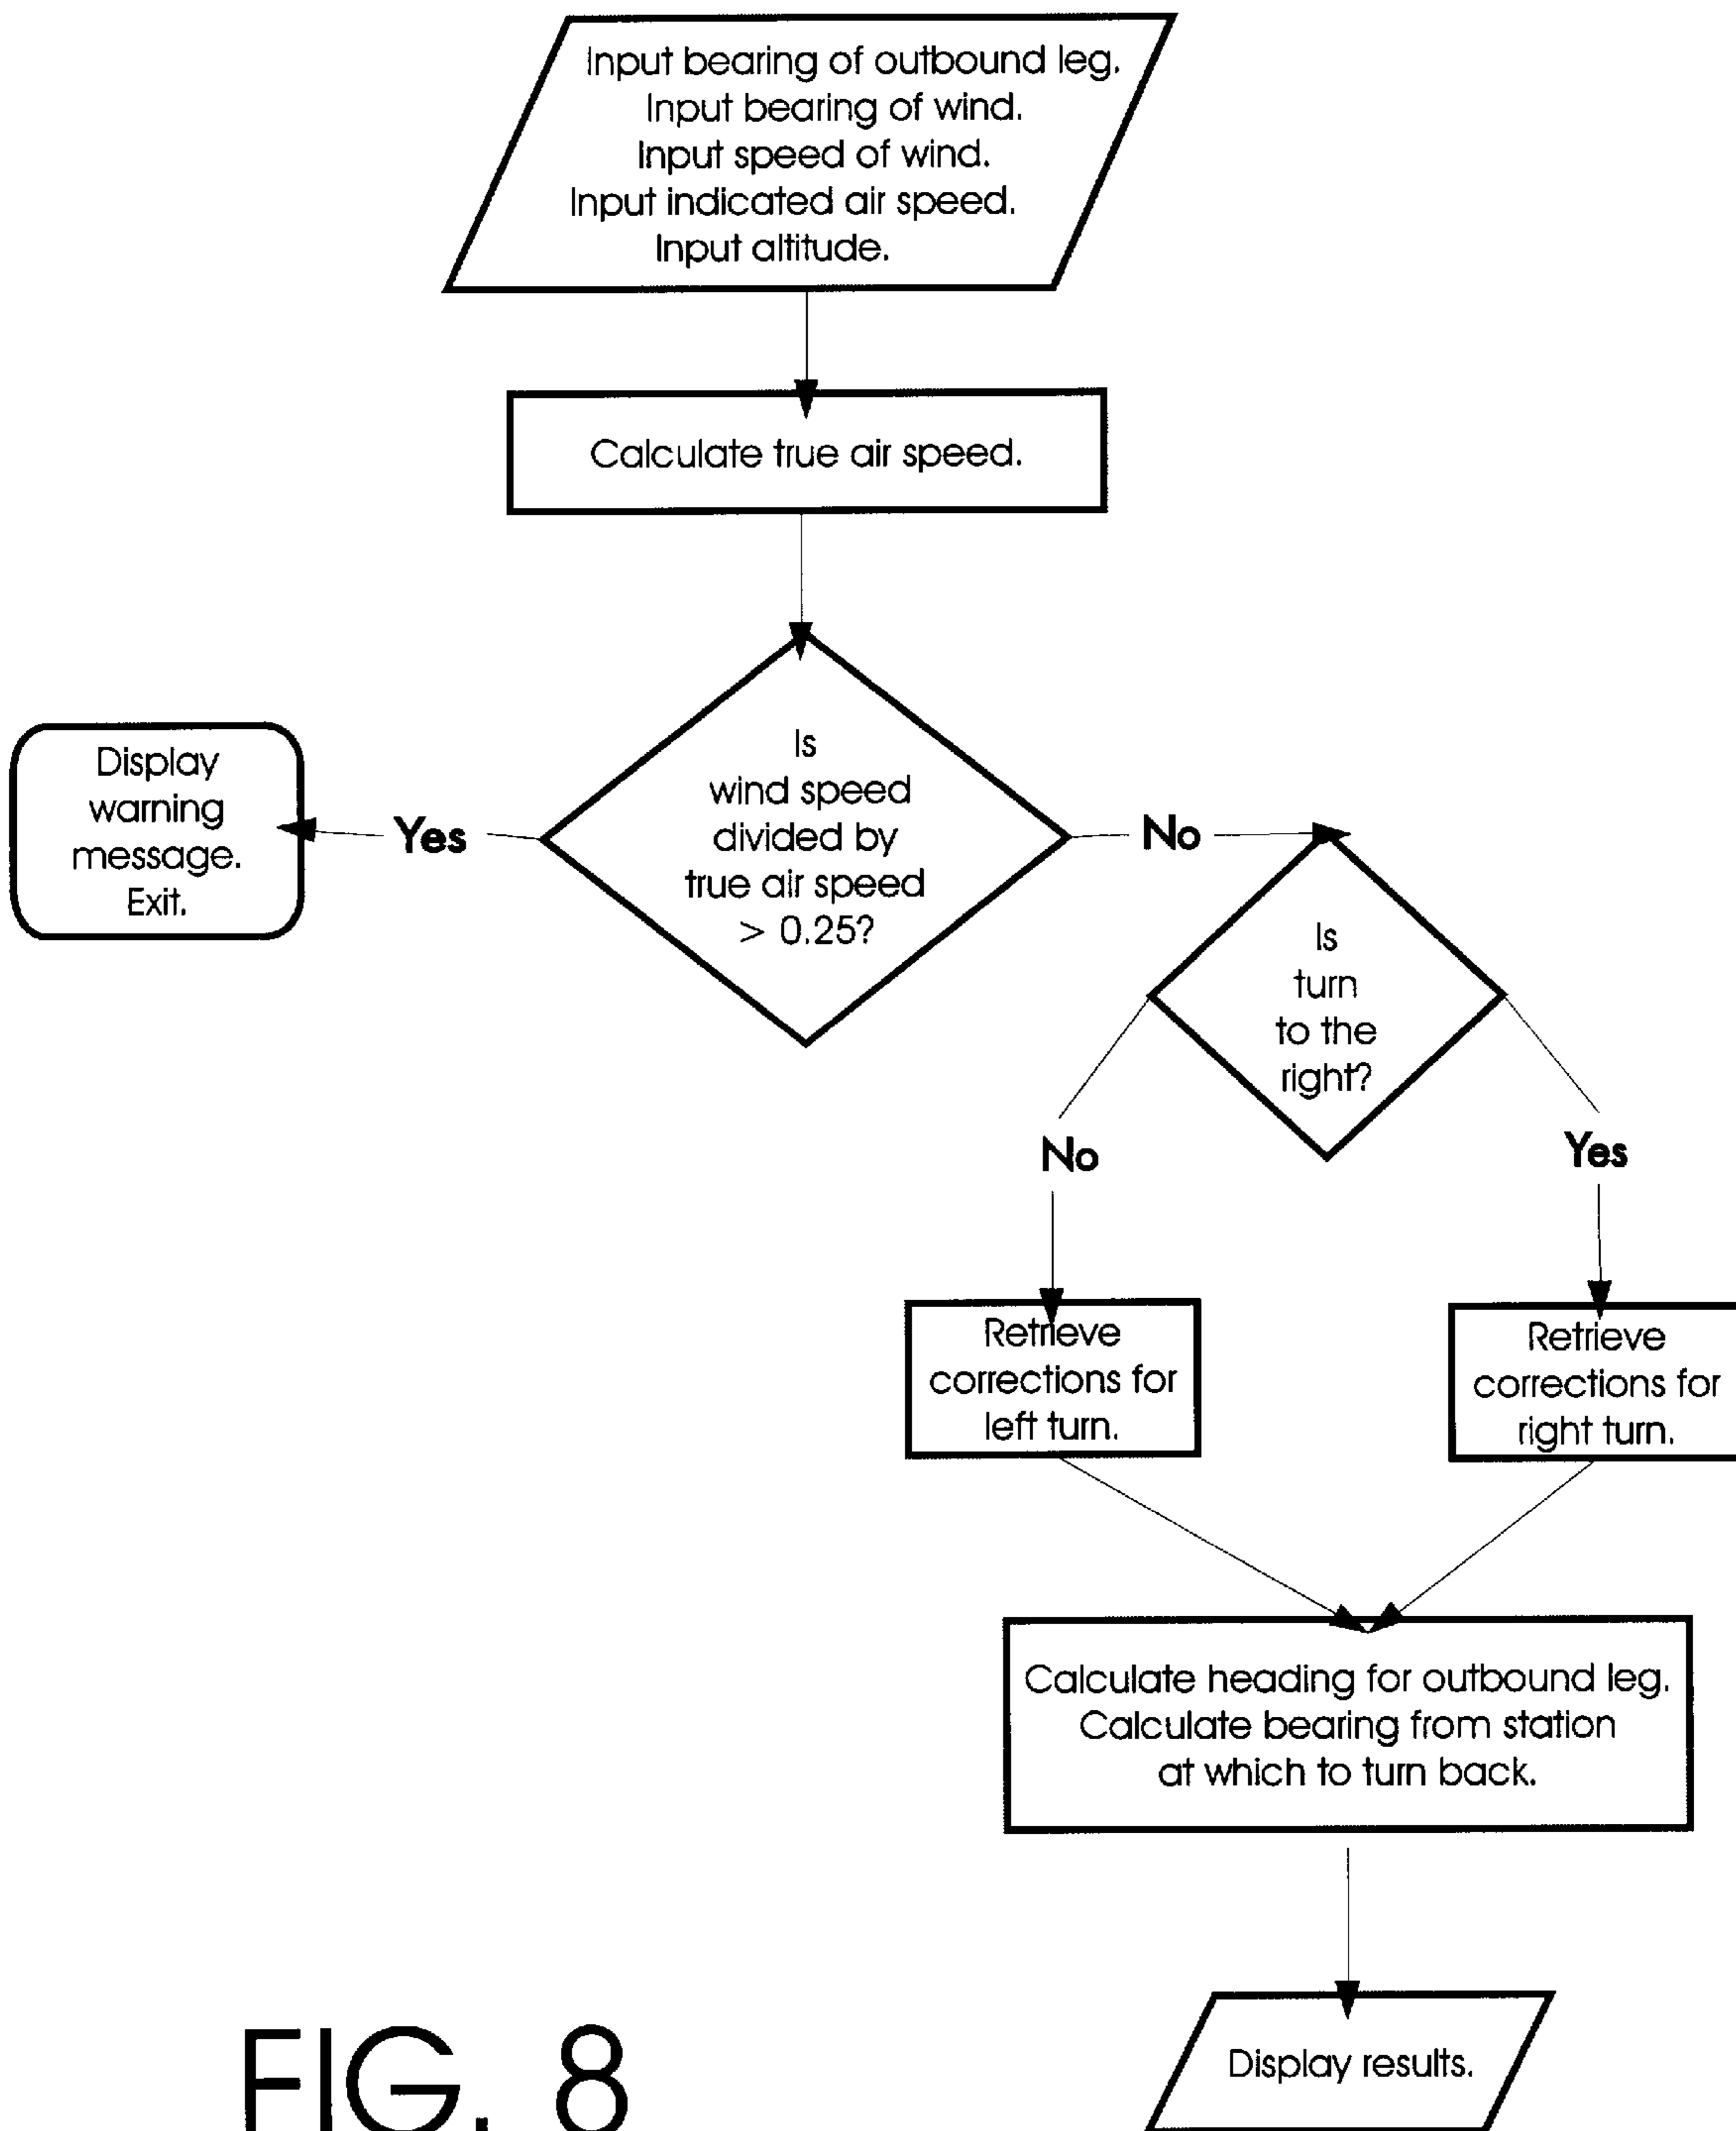 Input bearing of outbound leg.
Input bearing of wind.
Input speed of wind.
Input indicated air speed.
Input altitude.
Calculate true air speed.
Is
wind speed
divided by
true air speed
> 0.25?
Yes
Display
warning
message.
Exit.
No
Is
turn
to the
right?
No
Yes
Retrieve
corrections for
left turn.
Retrieve
corrections for
right turn.
Calculate heading for outbound leg.
Calculate bearing from station
at which to turn back.
Display results.
FIG. 8